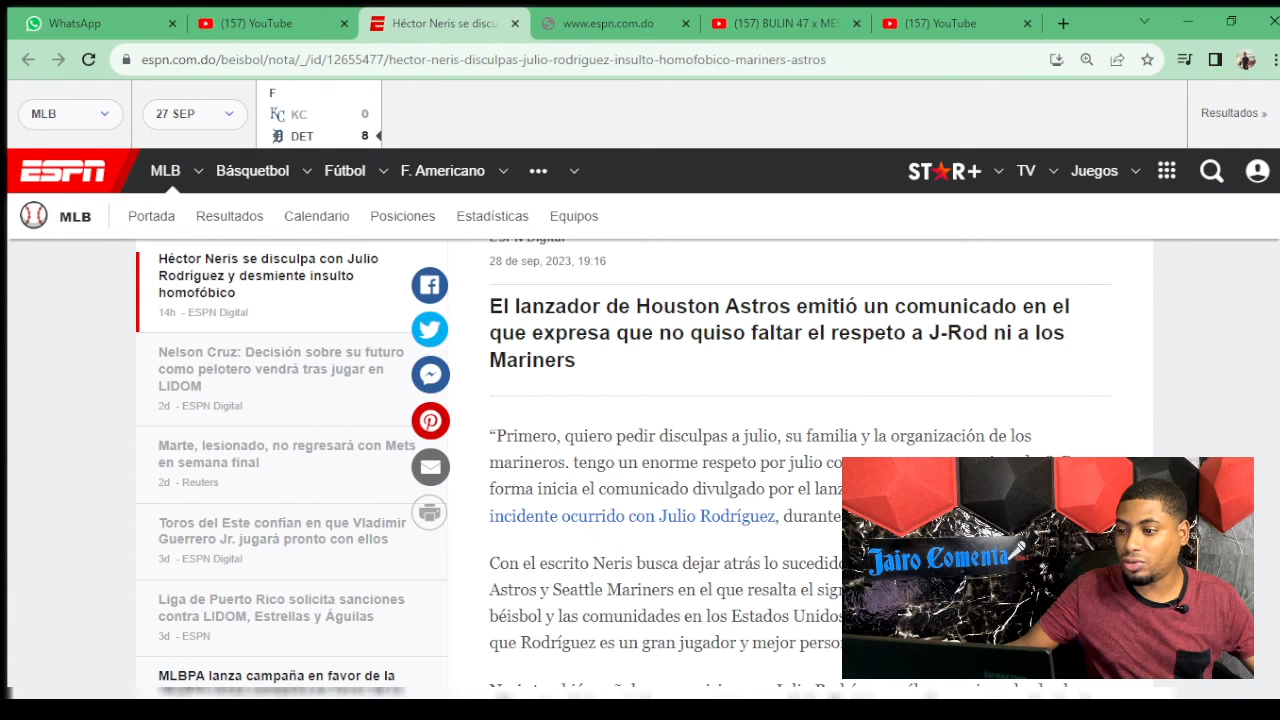 WhatsApp
(157) YouTube
Héctor Neris se discu
www.espn.com.do
(157) BULIN 47 x ME
(157) YouTube
espn.com.do/beisbol/nota/_/id/12655477/hector-neris-disculpas-julio-rodriguez-insulto-homofobico-mariners-astros
MLB
27 SEP
F
KC 0
DET 8
Resultados »
ESPN
MLB
Básquetbol
Fútbol
F. Americano
STAR+
TV
Juegos
MLB
Portada
Resultados
Calendario
Posiciones
Estadísticas
Equipos
Héctor Neris se disculpa con Julio
Rodríguez y desmiente insulto
homofóbico
14h - ESPN Digital
Nelson Cruz: Decisión sobre su futuro
como pelotero vendrá tras jugar en
LIDOM
2d - ESPN Digital
Marte, lesionado, no regresará con Mets
en semana final
2d - Reuters
Toros del Este confían en que Vladimir
Guerrero Jr. jugará pronto con ellos
3d - ESPN Digital
Liga de Puerto Rico solicita sanciones
contra LIDOM, Estrellas y Águilas
3d - ESPN
MLBPA lanza campaña en favor de la
ESPN Digital
28 de sep, 2023, 19:16
El lanzador de Houston Astros emitió un comunicado en el
que expresa que no quiso faltar el respeto a J-Rod ni a los
Mariners
“Primero, quiero pedir disculpas a julio, su familia y la organización de los
marineros. tengo un enorme respeto por julio co
forma inicia el comunicado divulgado por el lanz
incidente ocurrido con Julio Rodríguez, durante
Con el escrito Neris busca dejar atrás lo sucedido
Astros y Seattle Mariners en el que resalta el sig
béisbol y las comunidades en los Estados Unidos
que Rodríguez es un gran jugador y mejor perso
Jairo Comenta